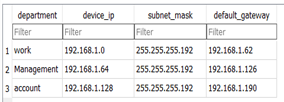 department device_ip subnet_mask default_gateway
Filter Filter Filter Filter
1 work 192.168.1.0 255.255.255.192 192.168.1.62
2 Management 192.168.1.64 255.255.255.192 192.168.1.126
3 account 192.168.1.128 255.255.255.192 192.168.1.190